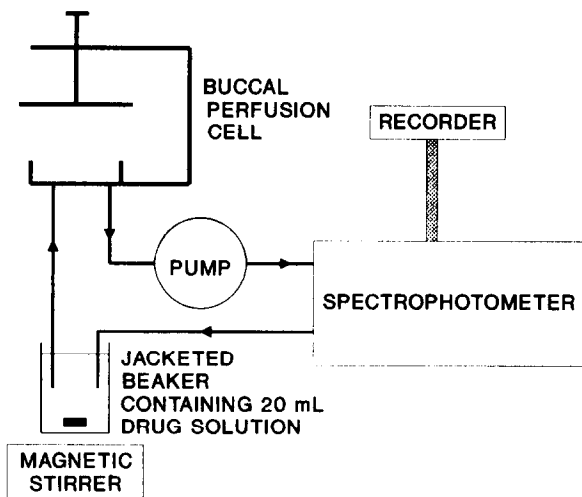 BUCCAL
PERFUSION
CELL
RECORDER
PUMP
SPECTROPHOTOMETER
JACKETED
BEAKER
CONTAINING 20 mL
DRUG SOLUTION
MAGNETIC
STIRRER